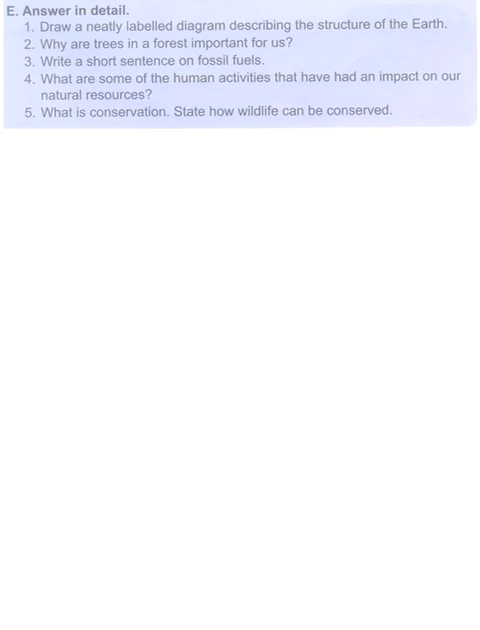 E. Answer in detail.
1. Draw a neatly labelled diagram describing the structure of the Earth.
2. Why are trees in a forest important for us?
3. Write a short sentence on fossil fuels.
4. What are some of the human activities that have had an impact on our
natural resources?
5. What is conservation. State how wildlife can be conserved.